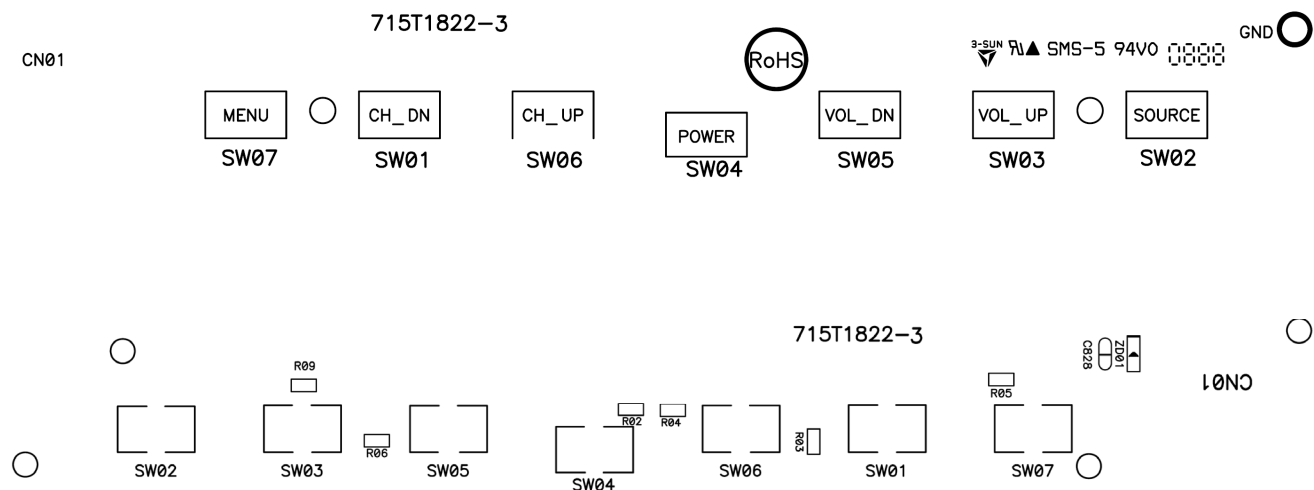 715T1822-3
GND
3-SUN
SMS-5 94V0 8888
CN01
RoHS
MENU
CH_DN
CH_UP
POWER
VOL_DN
VOL_UP
SOURCE
SW07
SW01
SW06
SW04
SW05
SW03
SW02
715T1822-3
C828
ZD01
CN01
R09
R05
R02
R04
R03
R06
SW02
SW03
SW05
SW04
SW06
SW01
SW07